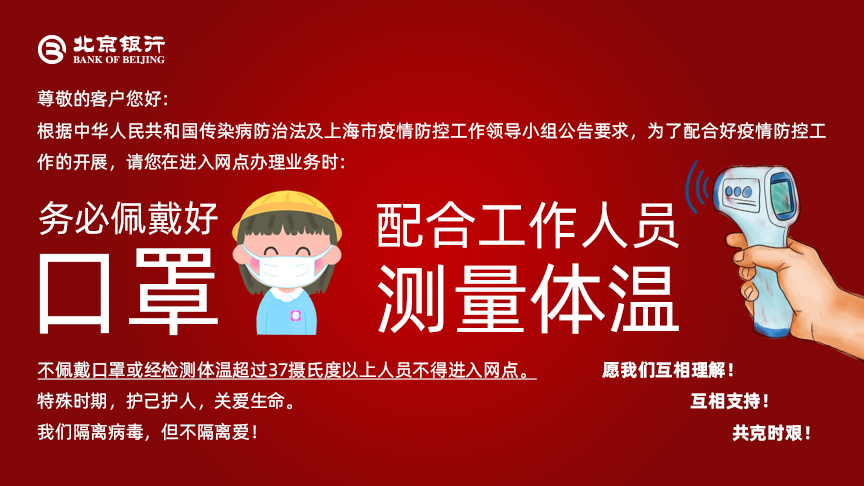 北京银行
BANK OF BEIJING
尊敬的客户您好：
根据中华人民共和国传染病防治法及上海市疫情防控工作领导小组公告要求，为了配合好疫情防控工
作的开展，请您在进入网点办理业务时：
务必佩戴好
口罩
配合工作人员
测量体温
不佩戴口罩或经检测体温超过37摄氏度以上人员不得进入网点。
特殊时期，护己护人，关爱生命。
我们隔离病毒，但不隔离爱！
愿我们互相理解！
互相支持！
共克时艰！